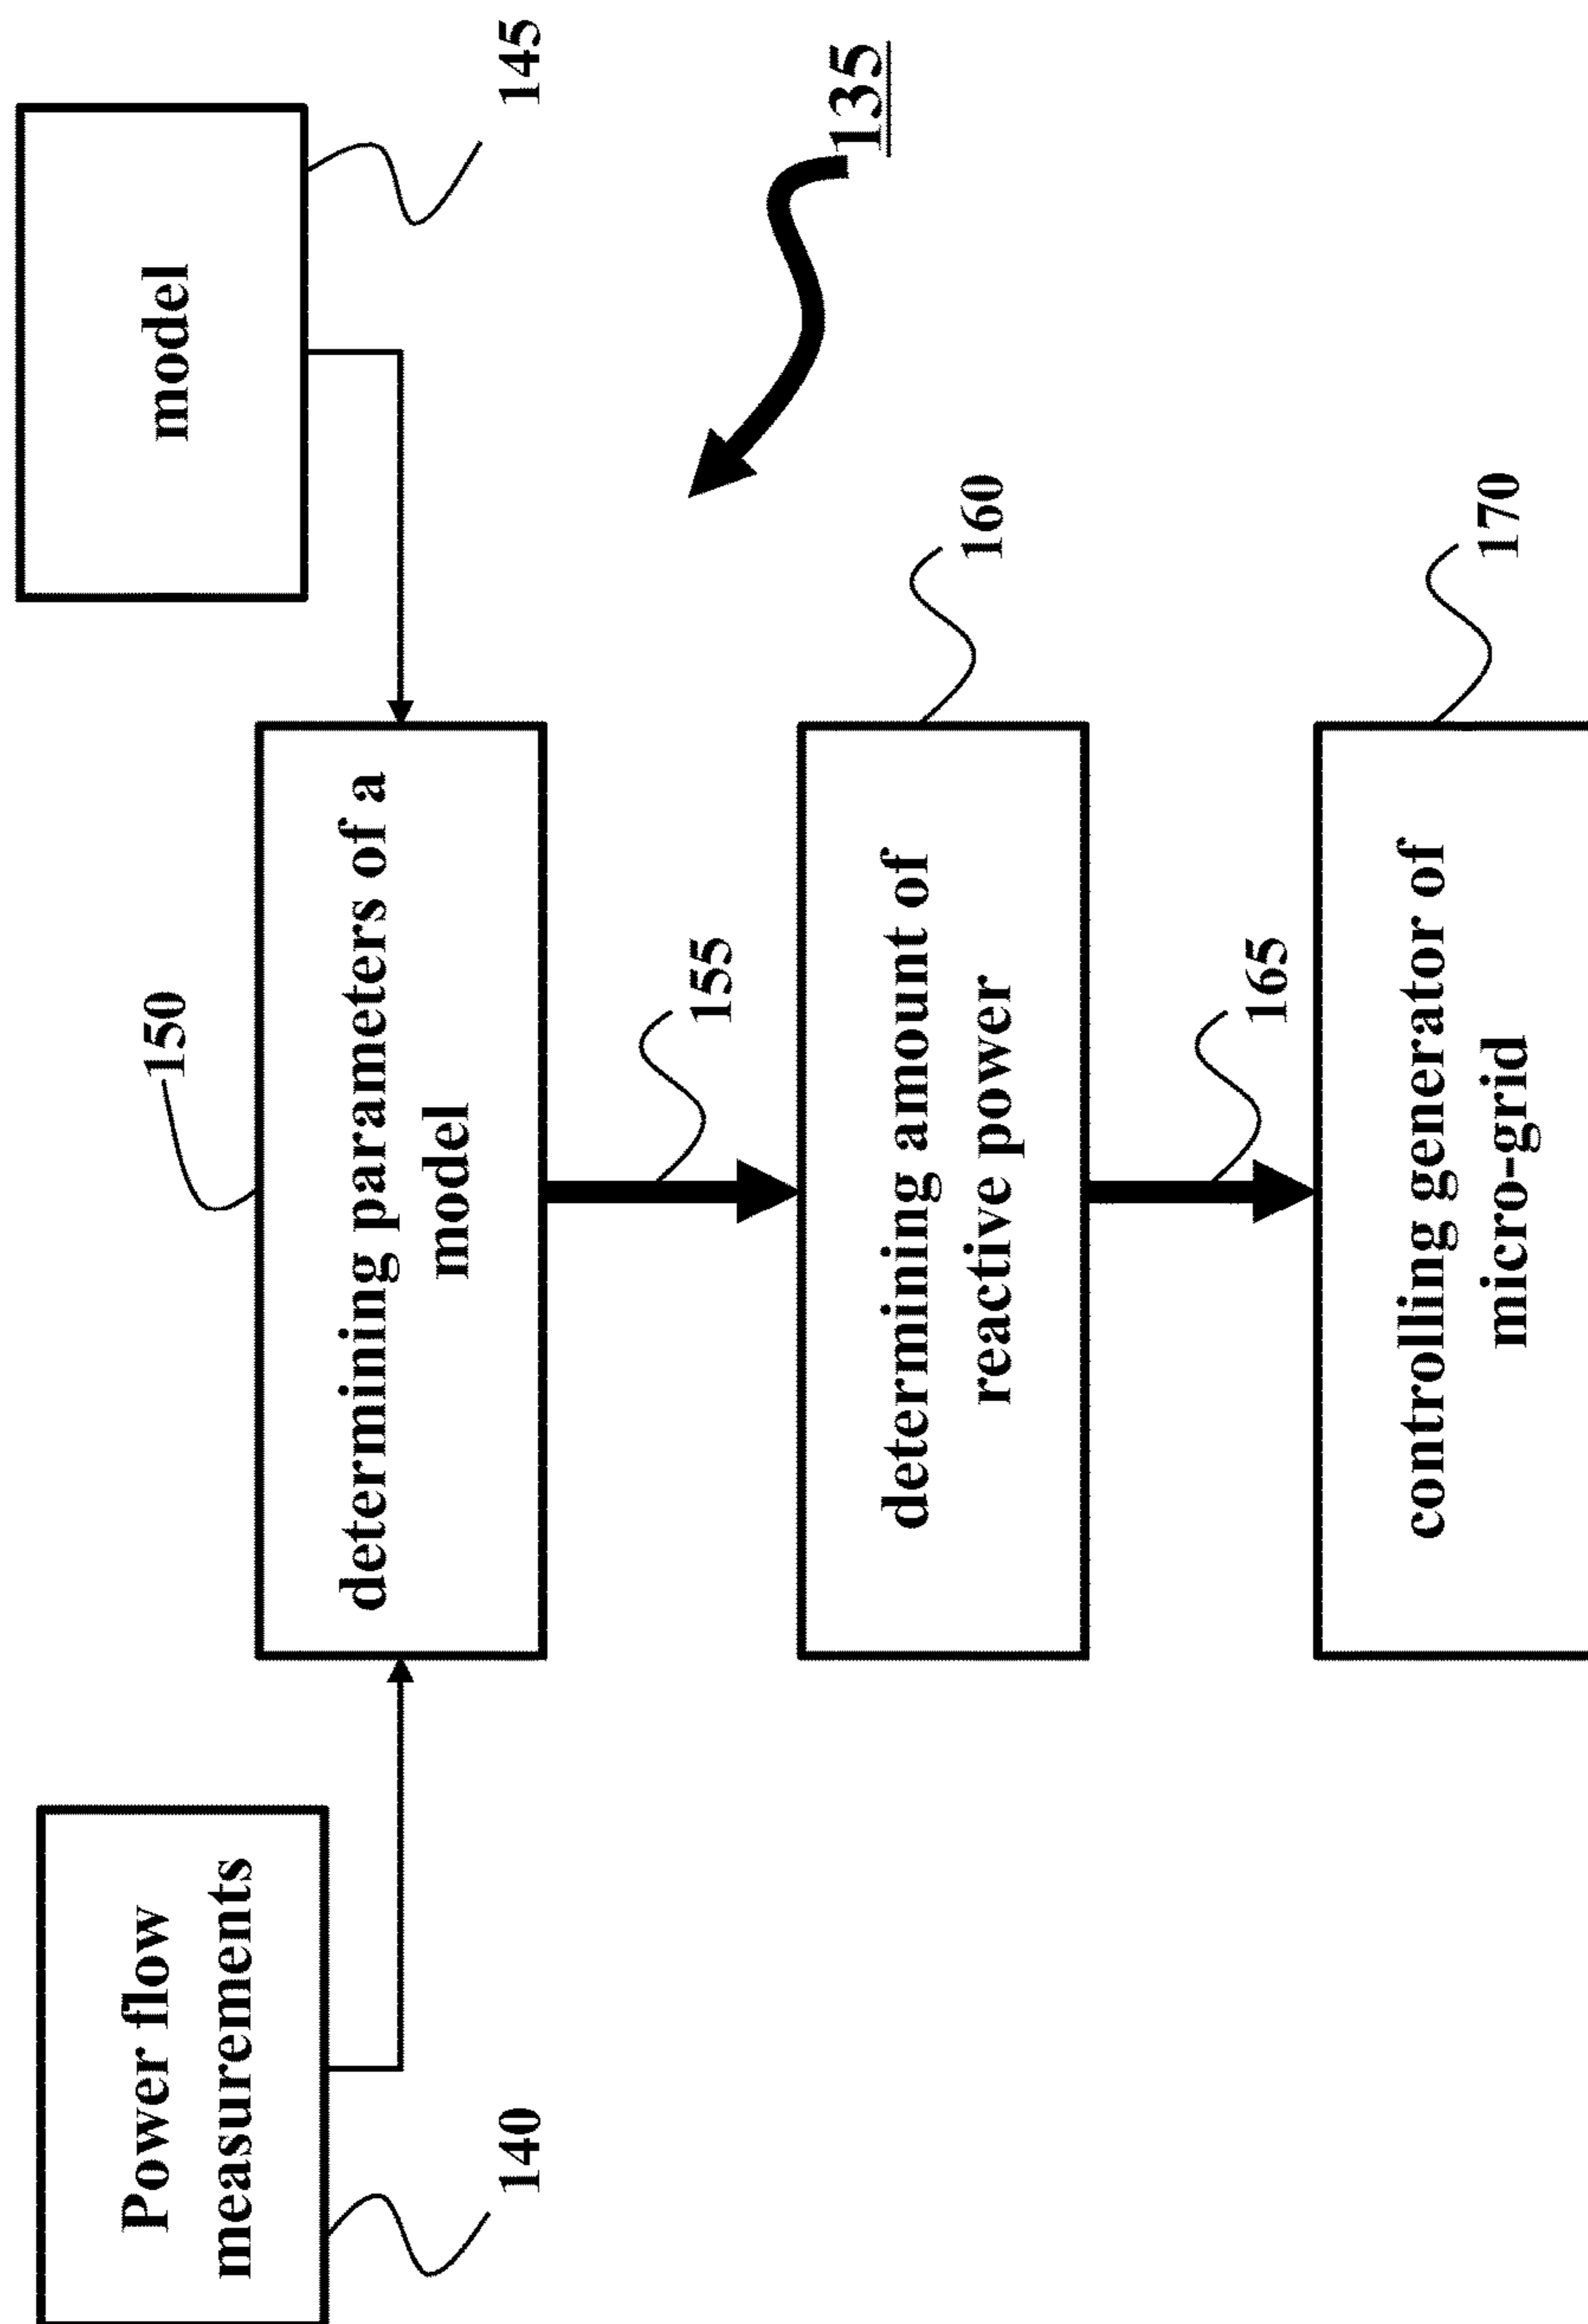 Power flow
measurements
140
model
145
150
determining parameters of a
model
135
155
determining amount of
reactive power
160
165
controlling generator of
micro-grid
170